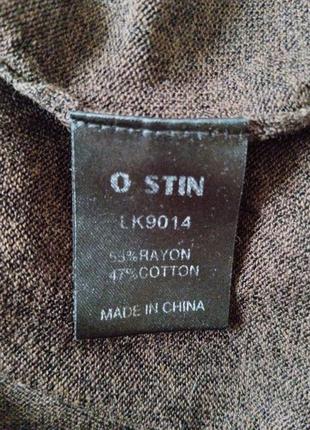 O STIN
LK9014
53%RAYON
47%COTTON
MADE IN CHINA